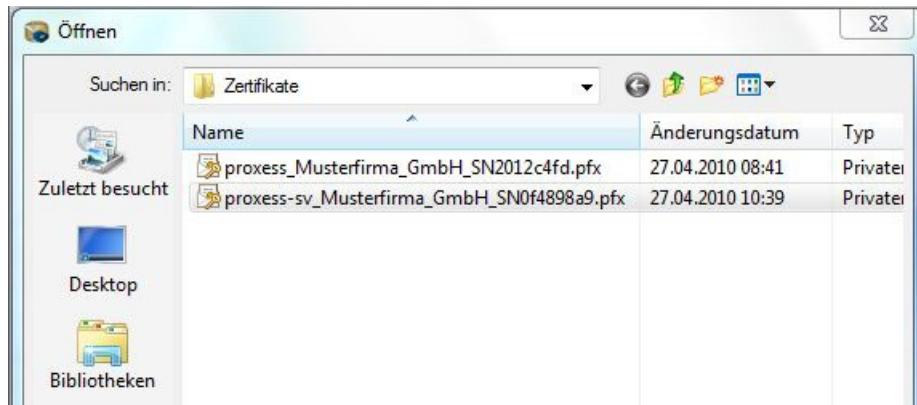 Öffnen
Suchen in: Zertifikate
Name Änderungsdatum Typ
proxess_Musterfirma_GmbH_SN2012c4fd.pfx 27.04.2010 08:41 Privater
proxess-sv_Musterfirma_GmbH_SN0f4898a9.pfx 27.04.2010 10:39 Privater
Zuletzt besucht
Desktop
Bibliotheken